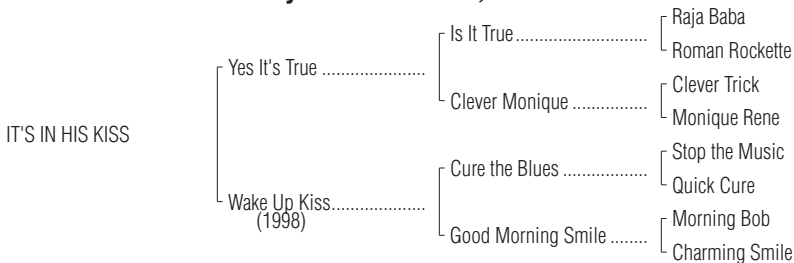 Raja Baba
Is It True
Roman Rockette
Yes It's True
Clever Trick
Clever Monique
Monique Rene
IT'S IN HIS KISS
Stop the Music
Cure the Blues
Quick Cure
Wake Up Kiss
(1998)
Morning Bob
Good Morning Smile
Charming Smile